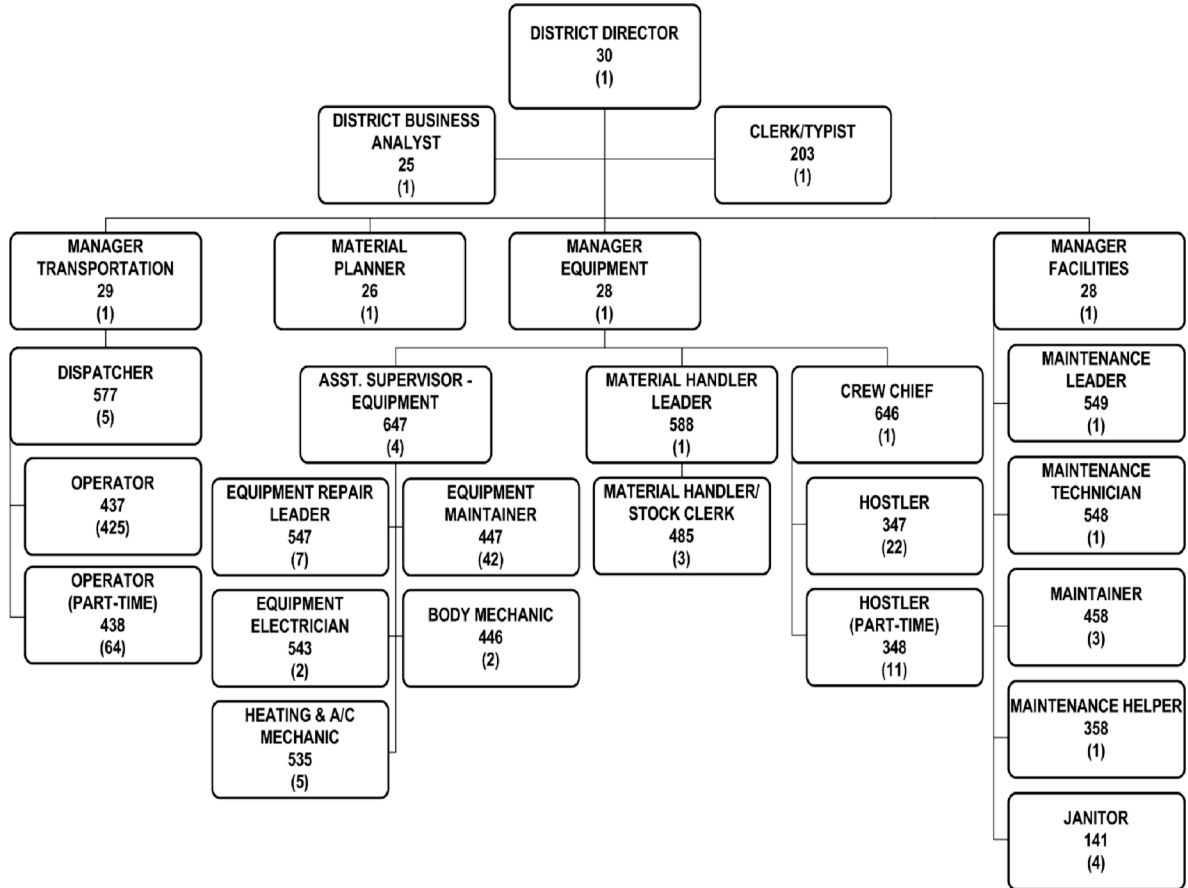 DISTRICT DIRECTOR
30
(1)
DISTRICT BUSINESS
ANALYST
25
(1)
CLERK/TYPIST
203
(1)
MANAGER
TRANSPORTATION
29
(1)
MATERIAL
PLANNER
26
(1)
MANAGER
EQUIPMENT
28
(1)
MANAGER
FACILITIES
28
(1)
DISPATCHER
577
(5)
OPERATOR
437
(425)
OPERATOR
(PART-TIME)
438
(64)
ASST. SUPERVISOR -
EQUIPMENT
647
(4)
EQUIPMENT REPAIR
LEADER
547
(7)
EQUIPMENT
MAINTAINER
447
(42)
EQUIPMENT
ELECTRICIAN
543
(2)
BODY MECHANIC
446
(2)
HEATING & A/C
MECHANIC
535
(5)
MATERIAL HANDLER
LEADER
588
(1)
MATERIAL HANDLER/
STOCK CLERK
485
(3)
CREW CHIEF
646
(1)
HOSTLER
347
(22)
HOSTLER
(PART-TIME)
348
(11)
MAINTENANCE
LEADER
549
(1)
MAINTENANCE
TECHNICIAN
548
(1)
MAINTAINER
458
(3)
MAINTENANCE HELPER
358
(1)
JANITOR
141
(4)